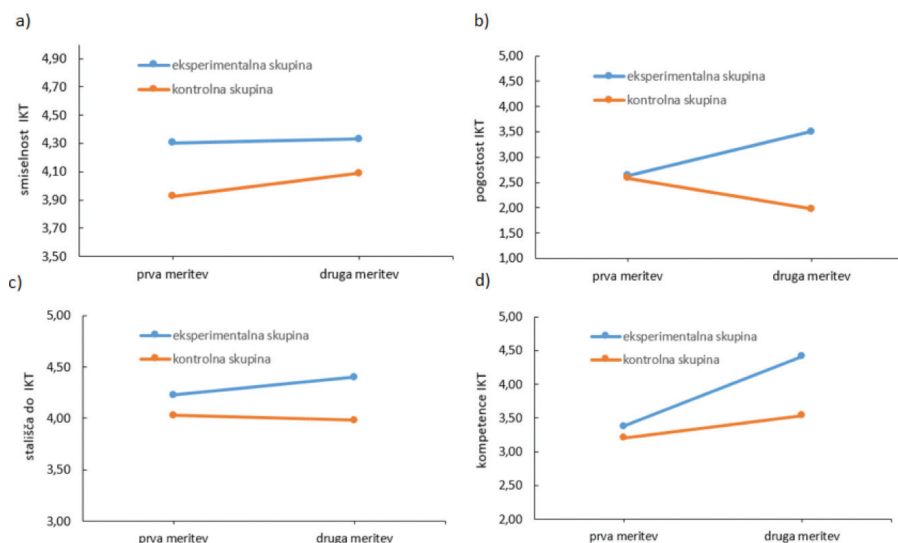 a)
4,90
4,70
4,50
4,30
4,10
3,90
3,70
3,50
smiselnost IKT
eksperimentalna skupina
kontrolna skupina
prva meritev
druga meritev
b)
5,00
4,50
4,00
3,50
3,00
2,50
2,00
1,50
1,00
pogostost IKT
eksperimentalna skupina
kontrolna skupina
prva meritev
druga meritev
c)
5,00
4,50
4,00
3,50
3,00
stališča do IKT
eksperimentalna skupina
kontrolna skupina
prva meritev
druga meritev
d)
5,00
4,50
4,00
3,50
3,00
2,50
2,00
kompetence IKT
eksperimentalna skupina
kontrolna skupina
prva meritev
druga meritev